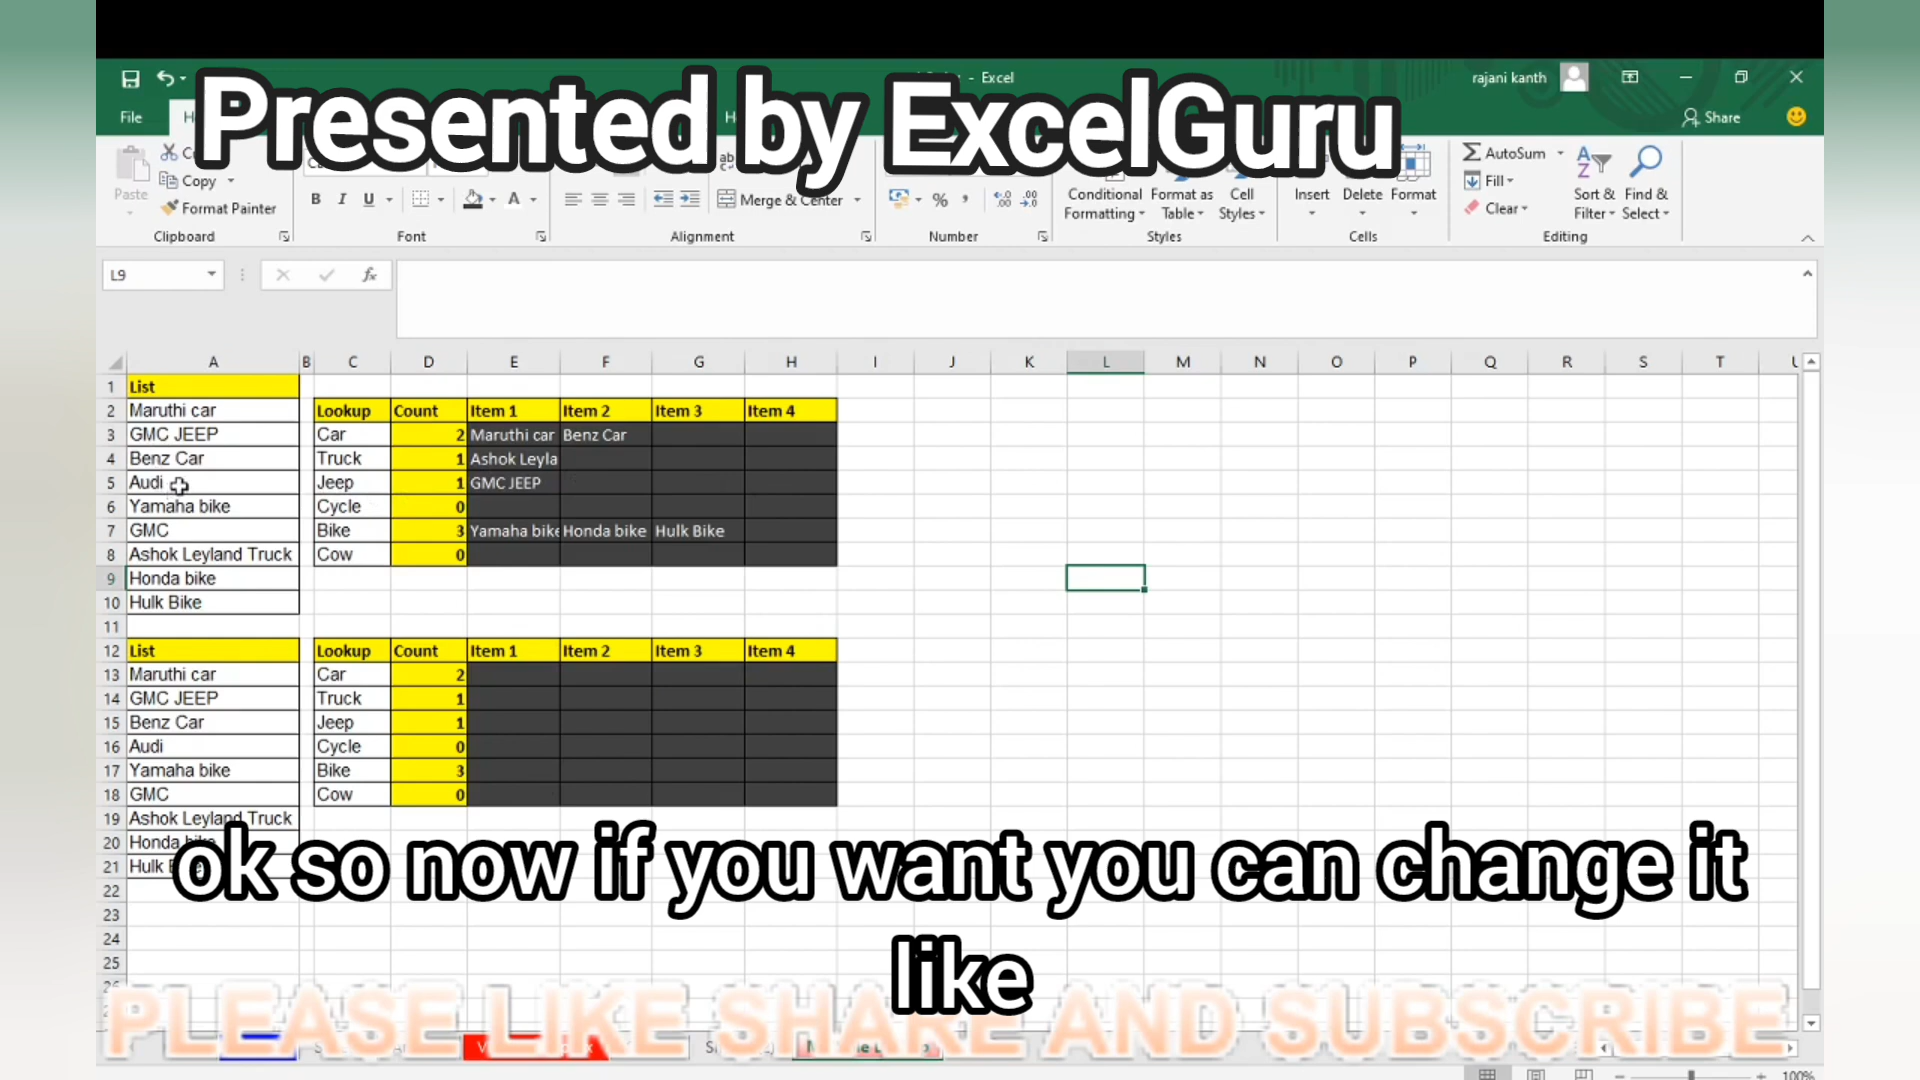 - Excel
rajani kanth
Presented by ExcelGuru
File
Share
Paste
Copy
Format Painter
Clipboard
B I U
A
Font
Merge & Center
Alignment
%
Number
Conditional Formatting
Format as Table
Cell Styles
Styles
Insert
Delete
Format
Cells
AutoSum
Fill
Clear
Sort & Filter
Find & Select
Editing
L9
fx
A B C D E F G H I J K L M N O P Q R S T
1 List
2 Maruthi car Lookup Count Item 1 Item 2 Item 3 Item 4
3 GMC JEEP Car 2 Maruthi car Benz Car
4 Benz Car Truck 1 Ashok Leyla
5 Audi Jeep 1 GMC JEEP
6 Yamaha bike Cycle 0
7 GMC Bike 3 Yamaha bike Honda bike Hulk Bike
8 Ashok Leyland Truck Cow 0
9 Honda bike
10 Hulk Bike
11
12 List Lookup Count Item 1 Item 2 Item 3 Item 4
13 Maruthi car Car 2
14 GMC JEEP Truck 1
15 Benz Car Jeep 1
16 Audi Cycle 0
17 Yamaha bike Bike 3
18 GMC Cow 0
19 Ashok Leyland Truck
20 Honda bike
21
22
23
24
25
ok so now if you want you can change it
like
PLEASE LIKE SHARE AND SUBSCRIBE
100%